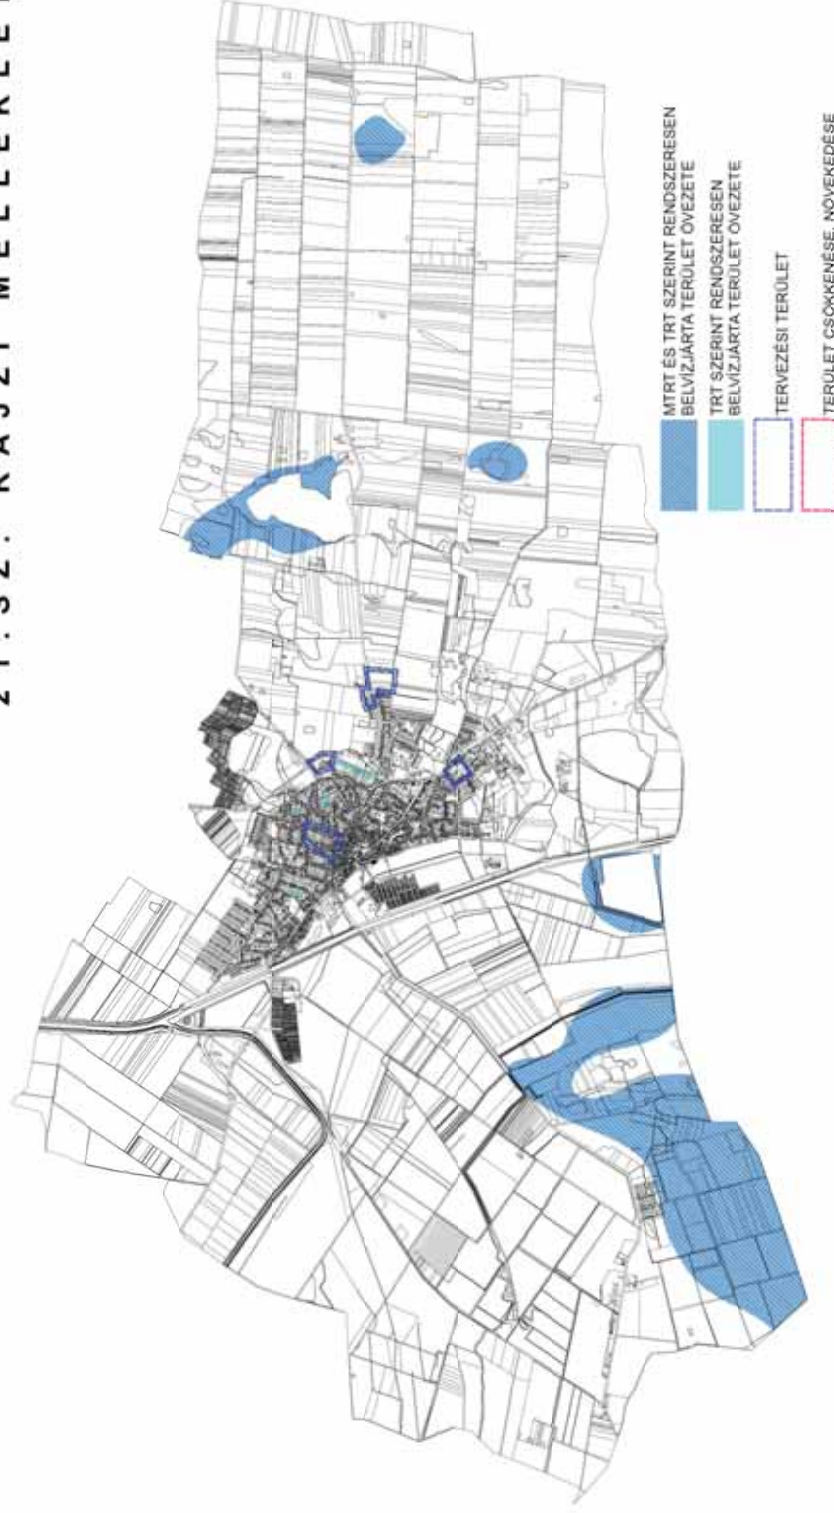 21.SZ. RAJZI MELLÉKLET
MTRT ÉS TRT SZERINT RENDSZERESEN
BELVÍZJÁRTA TERÜLET ÖVEZETE
TRT SZERINT RENDSZERESEN
BELVÍZJÁRTA TERÜLET ÖVEZETE
TERVEZÉSI TERÜLET
TERÜLET CSÖKKENÉSE, NÖVEKEDÉSE